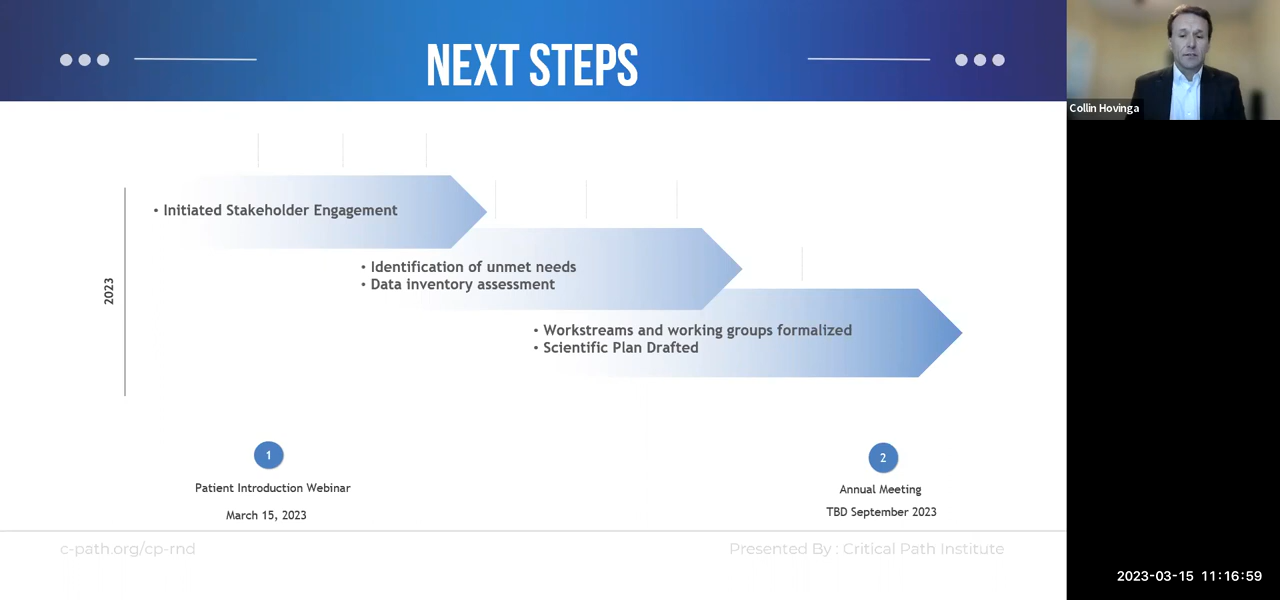 NEXT STEPS
Collin Hovinga
• Initiated Stakeholder Engagement
• Identification of unmet needs
• Data inventory assessment
2023
• Workstreams and working groups formalized
• Scientific Plan Drafted
1
Patient Introduction Webinar
March 15, 2023
2
Annual Meeting
TBD September 2023
c-path.org/cp-rnd
Presented By : Critical Path Institute
2023-03-15 11:16:59